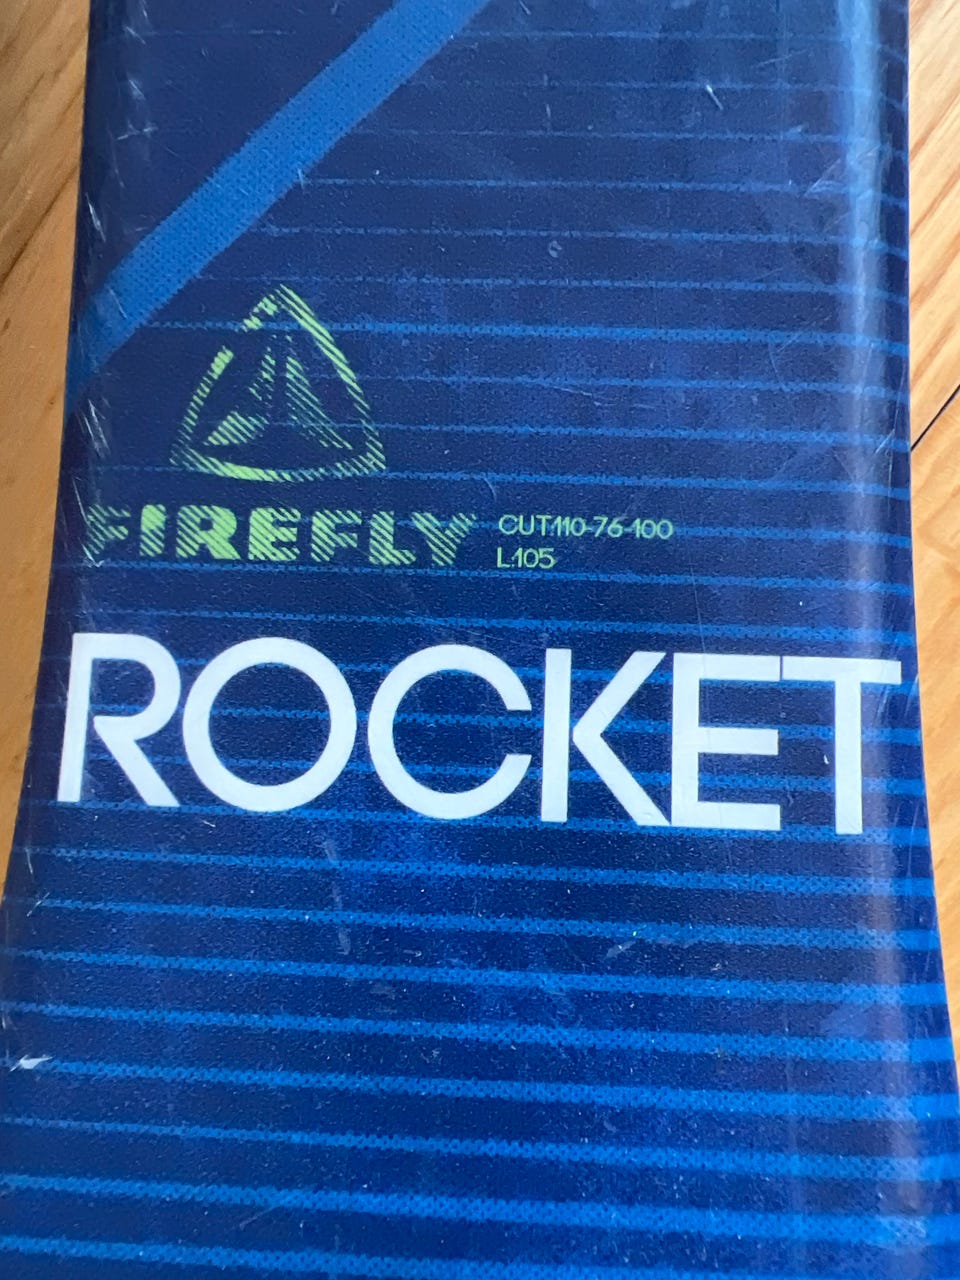 FIREFLY
CUT.110-76-100
L.105
ROCKET